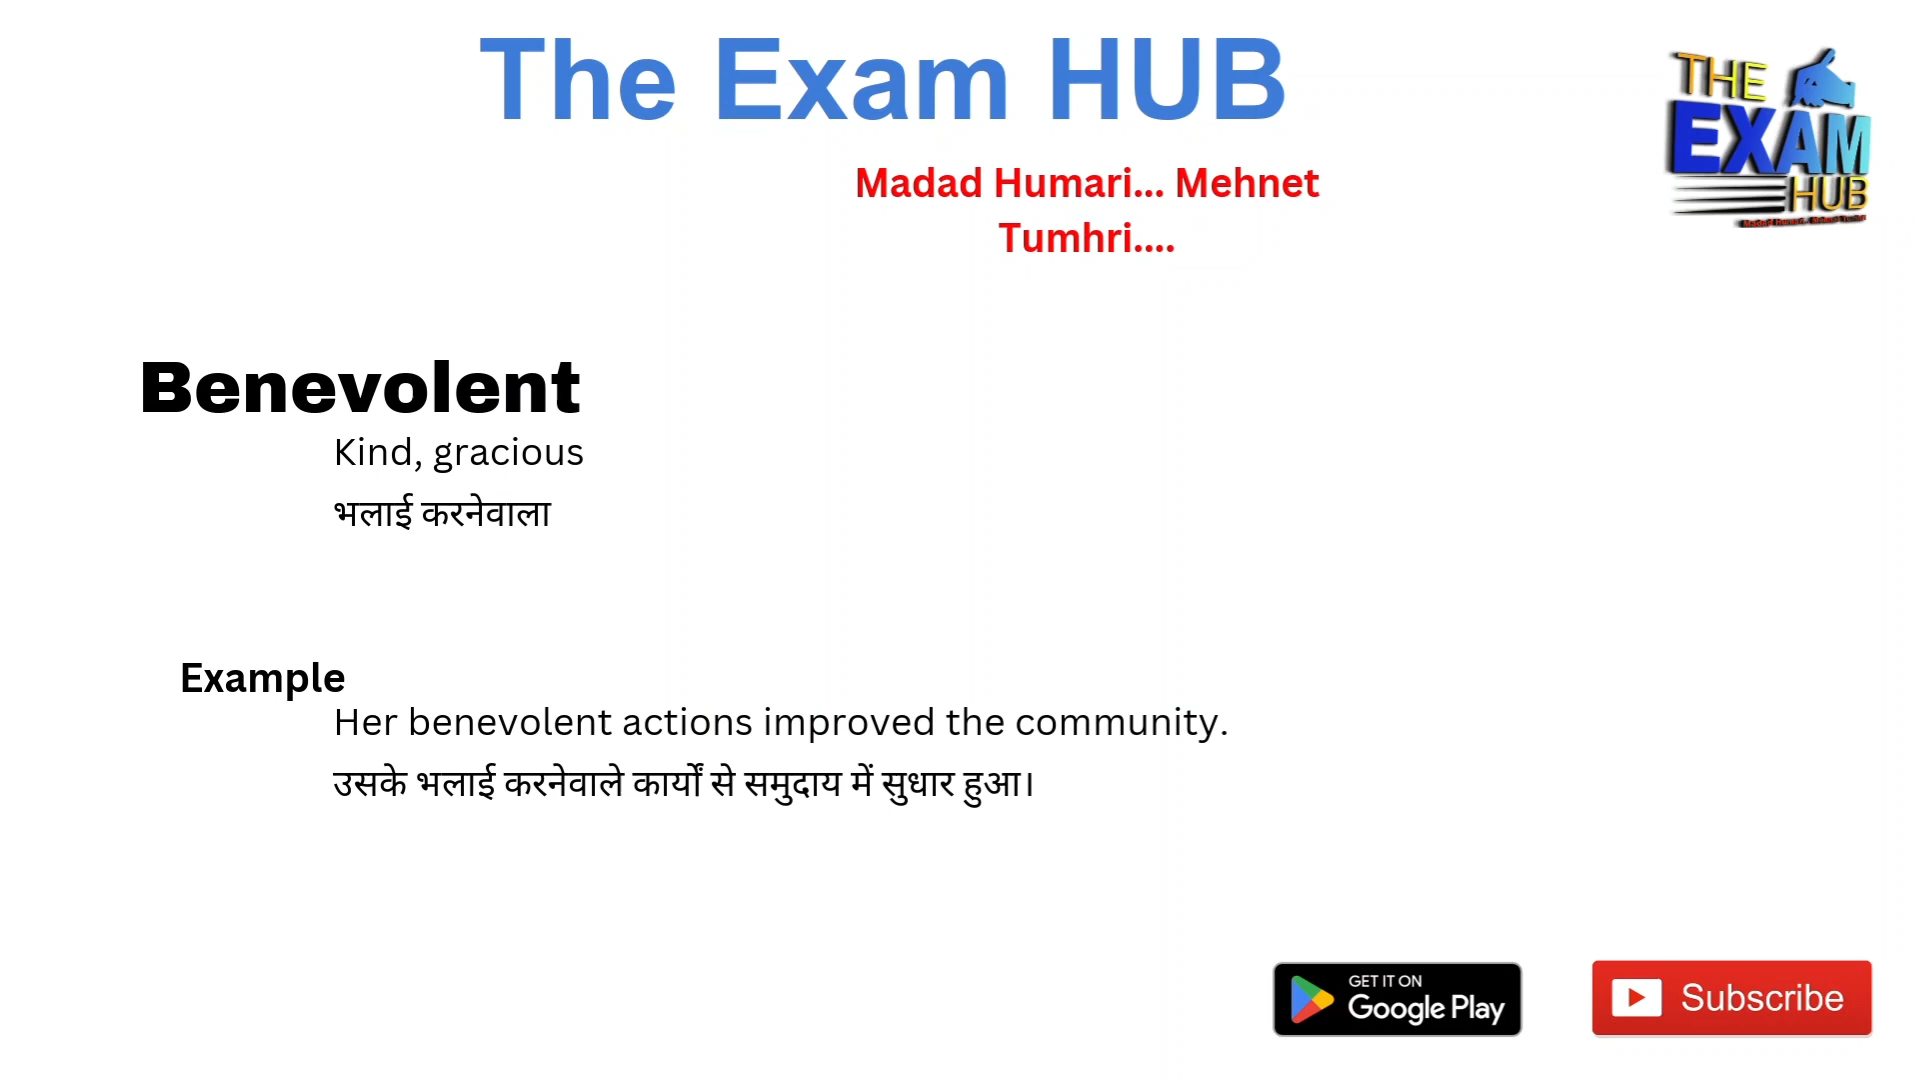 The Exam HUB
THE
EXAM
HUB
Madad Humari... Mehnet
Tumhri....
Benevolent
Kind, gracious
भलाई करनेवाला
Example
Her benevolent actions improved the community.
उसके भलाई करनेवाले कार्यों से समुदाय में सुधार हुआ।
GET IT ON
Google Play
Subscribe